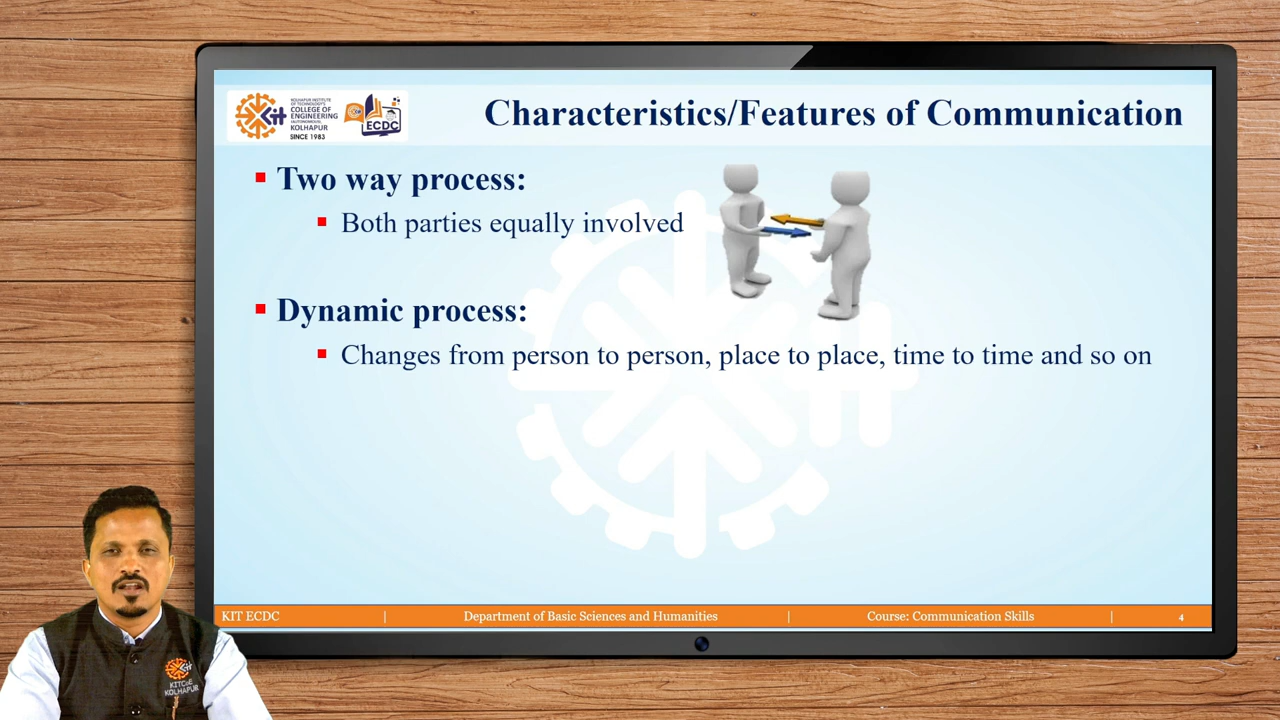 KOLHAPUR INSTITUTE
OF TECHNOLOGY'S
COLLEGE OF
ENGINEERING
(AUTONOMOUS),
KOLHAPUR
SINCE 1983
KIT
ECDC
Characteristics/Features of Communication
Two way process:
Both parties equally involved
Dynamic process:
Changes from person to person, place to place, time to time and so on
KIT ECDC | Department of Basic Sciences and Humanities | Course: Communication Skills | 4
KITCoE
KOLHAPUR